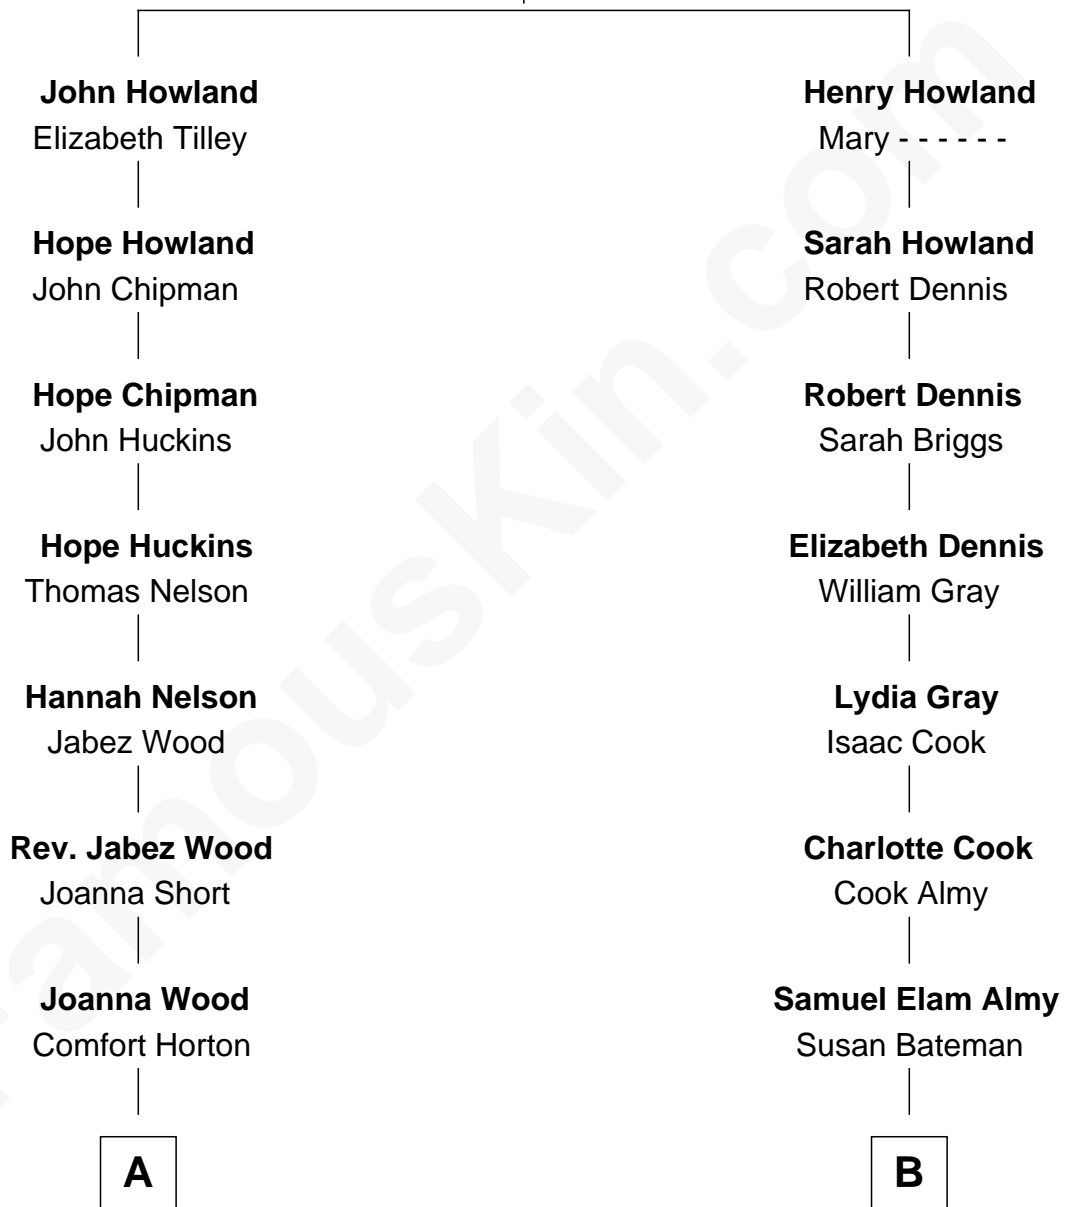 John Howland
Elizabeth Tilley
Hope Howland
John Chipman
Hope Chipman
John Huckins
Hope Huckins
Thomas Nelson
Hannah Nelson
Jabez Wood
Rev. Jabez Wood
Joanna Short
Joanna Wood
Comfort Horton
A
Henry Howland
Mary - - - - - -
Sarah Howland
Robert Dennis
Robert Dennis
Sarah Briggs
Elizabeth Dennis
William Gray
Lydia Gray
Isaac Cook
Charlotte Cook
Cook Almy
Samuel Elam Almy
Susan Bateman
B
FamousKin.com